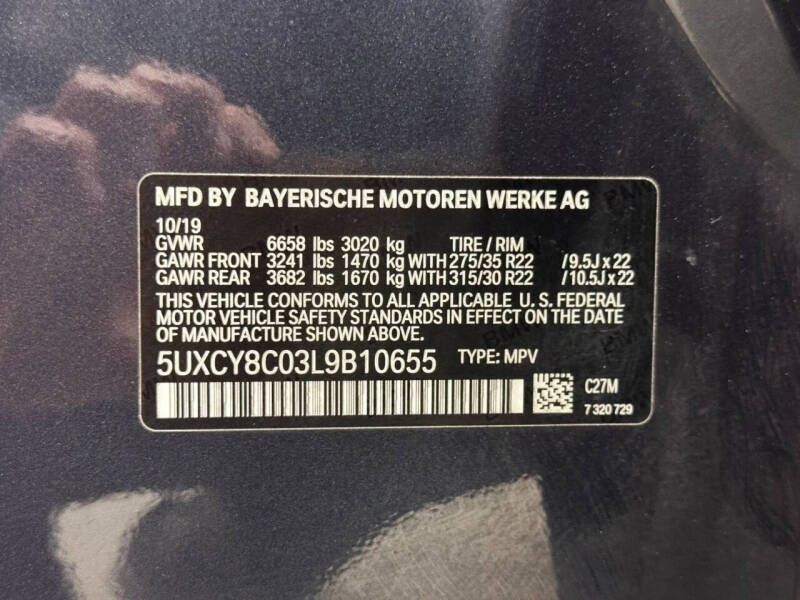 MFD BY BAYERISCHE MOTOREN WERKE AG
10/19
GVWR 6658 lbs 3020 kg TIRE / RIM
GAWR FRONT 3241 lbs 1470 kg WITH 275/35 R22 / 9.5J x 22
GAWR REAR 3682 lbs 1670 kg WITH 315/30 R22 / 10.5J x 22
THIS VEHICLE CONFORMS TO ALL APPLICABLE U. S. FEDERAL
MOTOR VEHICLE SAFETY STANDARDS IN EFFECT ON THE DATE
OF MANUFACTURE SHOWN ABOVE.
5UXCY8C03L9B10655 TYPE: MPV
C27M
7 320 729